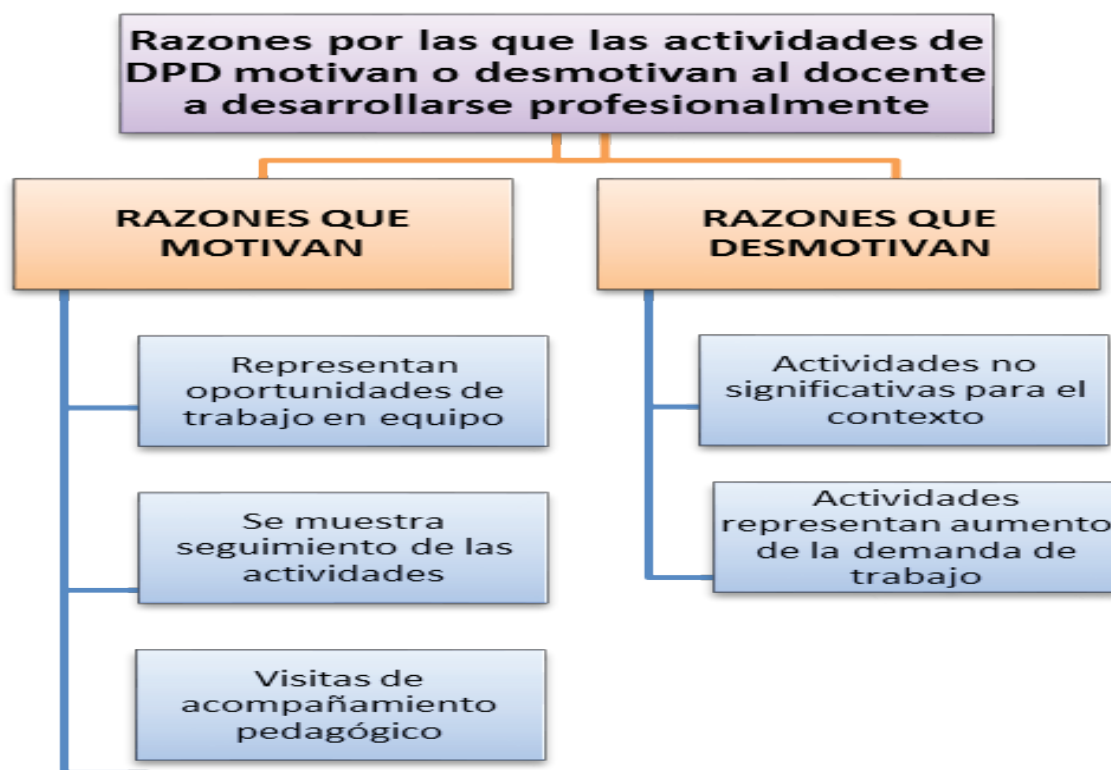 Razones por las que las actividades de
DPD motivan o desmotivan al docente
a desarrollarse profesionalmente
RAZONES QUE
MOTIVAN
RAZONES QUE
DESMOTIVAN
Representan
oportunidades de
trabajo en equipo
Se muestra
seguimiento de las
actividades
Visitas de
acompañamiento
pedagógico
Actividades no
significativas para el
contexto
Actividades
representan aumento
de la demanda de
trabajo